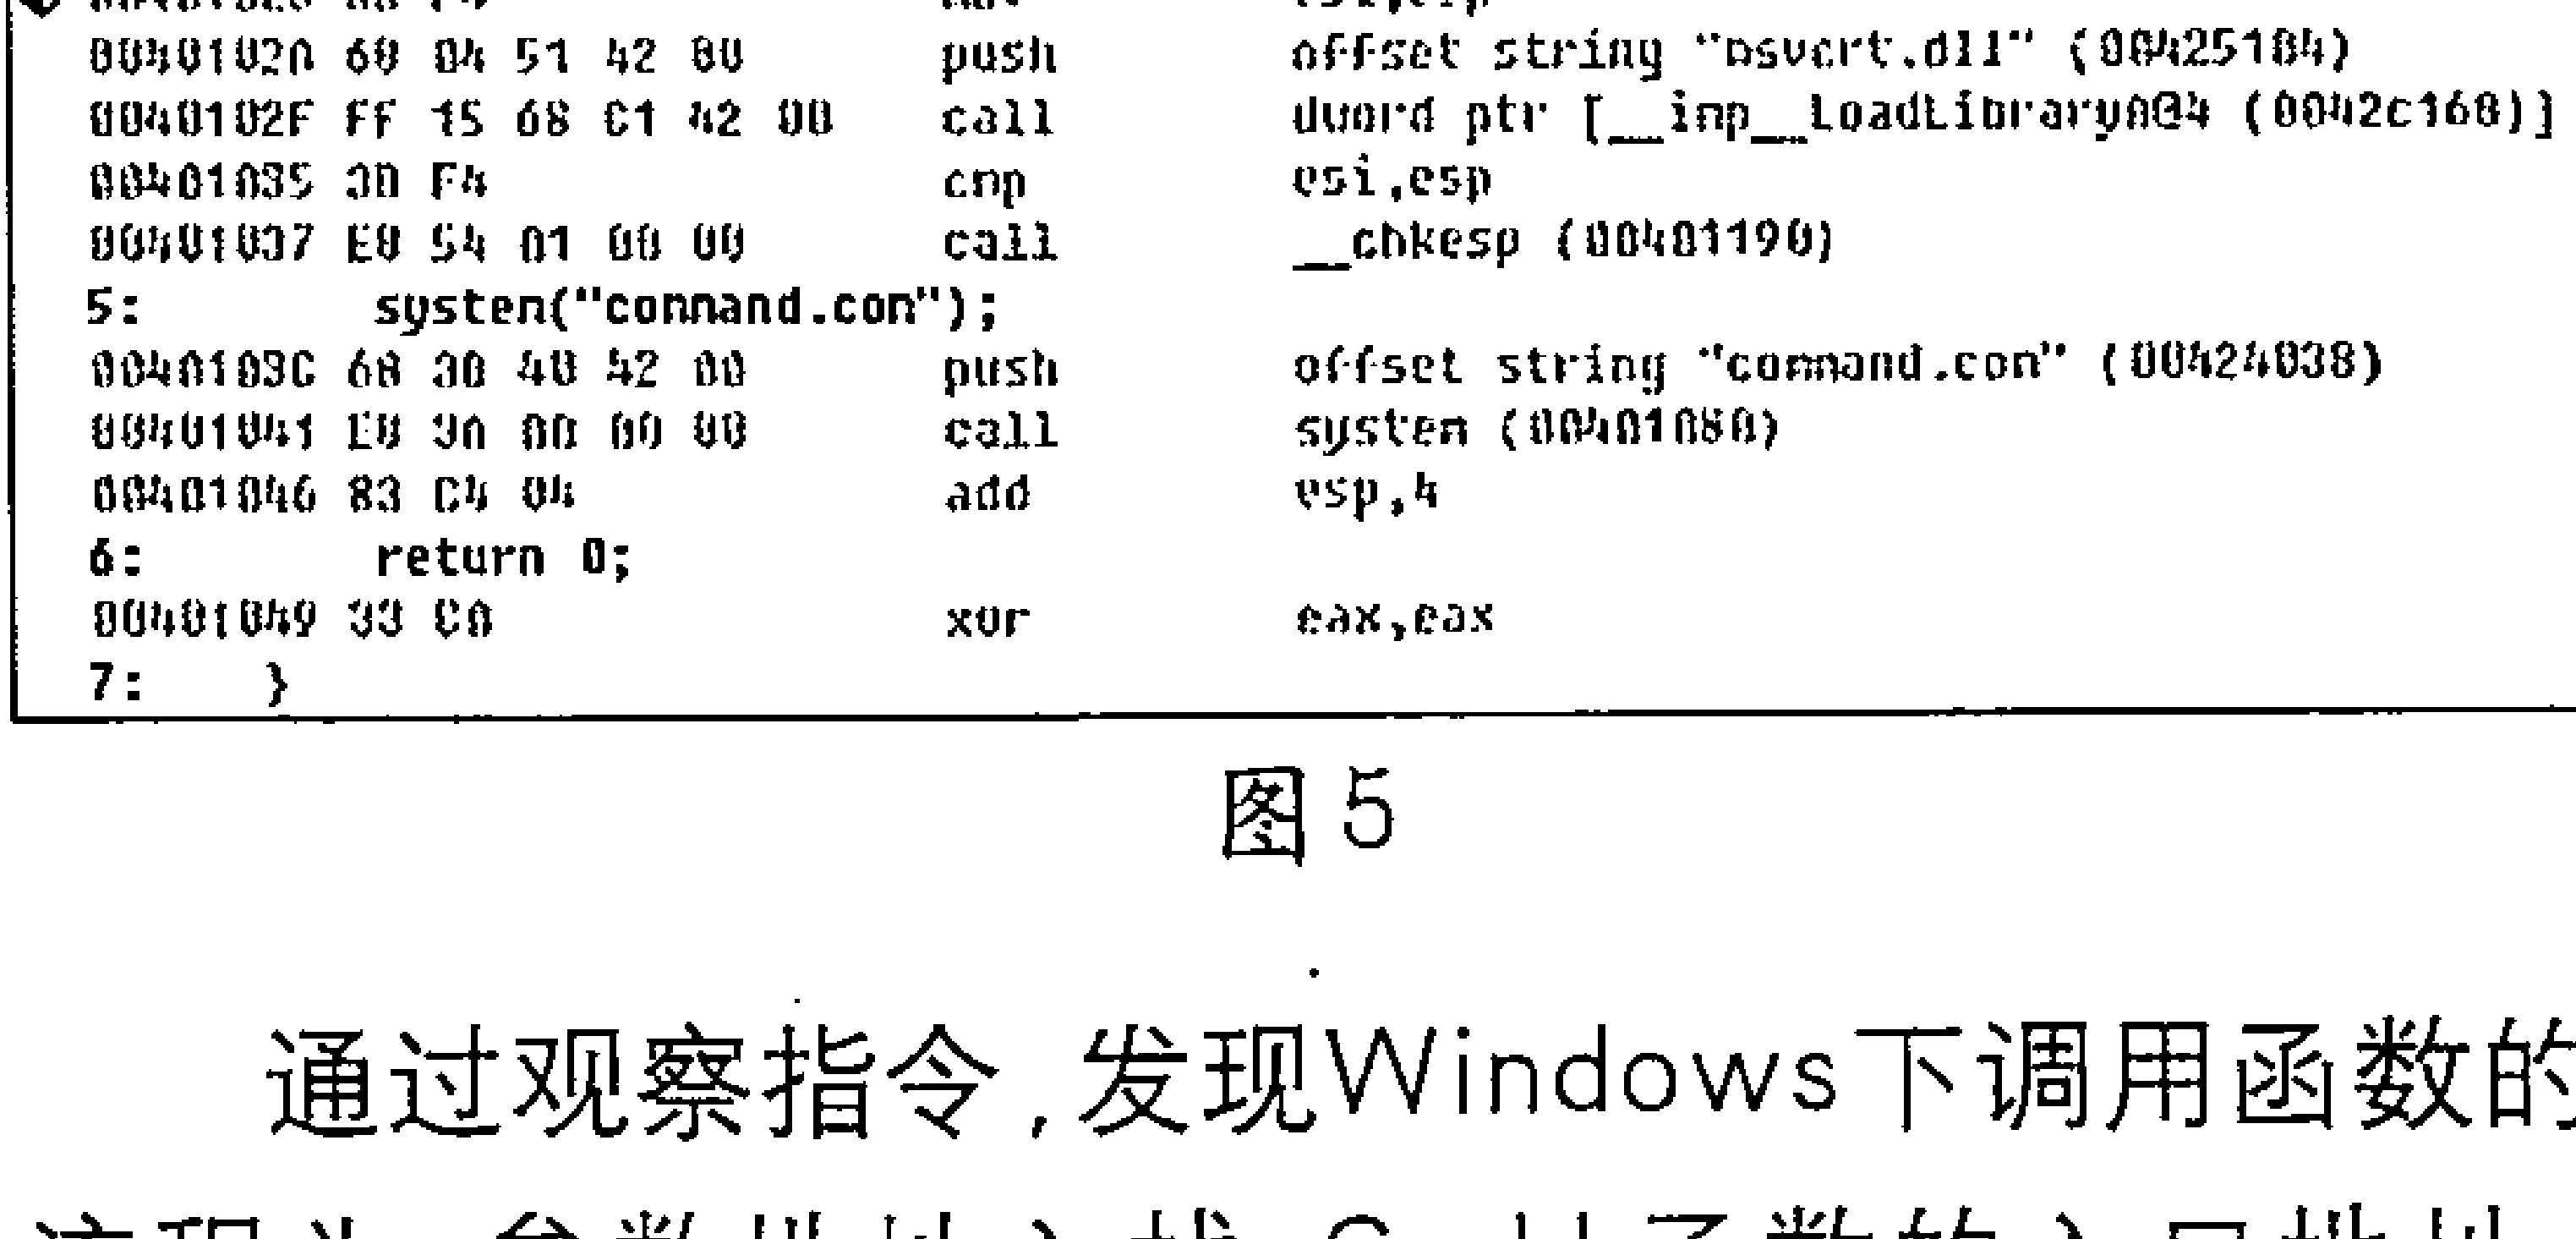 0040102A 68 04 51 42 00 push offset string "msvcrt.dll" (00425104)
0040102F FF 15 68 C1 42 00 call dword ptr [__imp__LoadLibraryA@4 (0042c168)]
00401035 3B F4 cmp esi,esp
00401037 E8 54 01 00 00 call __chkesp (00401190)
5: system("command.com");
0040103C 68 38 40 42 00 push offset string "command.com" (00424038)
00401041 E8 3A 00 00 00 call system (00401080)
00401046 83 C4 04 add esp,4
6: return 0;
00401049 33 C0 xor eax,eax
7: }
图5
通过观察指令,发现Windows下调用函数的